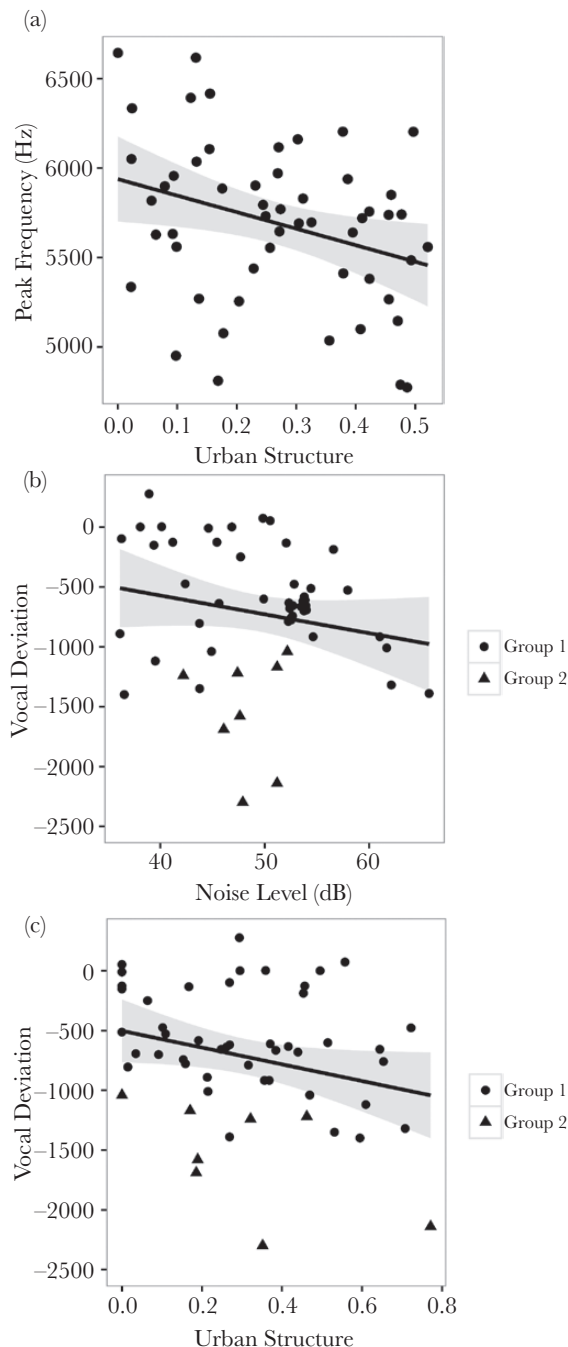 (a)
6500
6000
5500
5000
Peak Frequency (Hz)
0.0 0.1 0.2 0.3 0.4 0.5
Urban Structure
(b)
0
−500
−1000
−1500
−2000
−2500
Vocal Deviation
40 50 60
Noise Level (dB)
Group 1
Group 2
(c)
0
−500
−1000
−1500
−2000
−2500
Vocal Deviation
0.0 0.2 0.4 0.6 0.8
Urban Structure
Group 1
Group 2